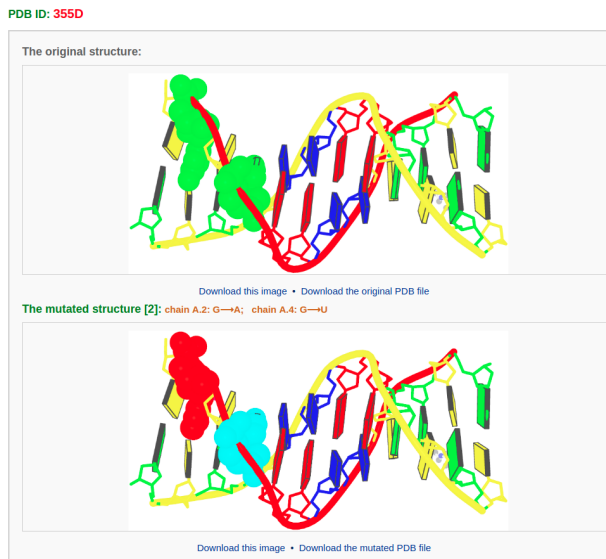 PDB ID: 355D
The original structure:
Download this image • Download the original PDB file
The mutated structure [2]: chain A.2: G⟶A; chain A.4: G⟶U
Download this image • Download the mutated PDB file